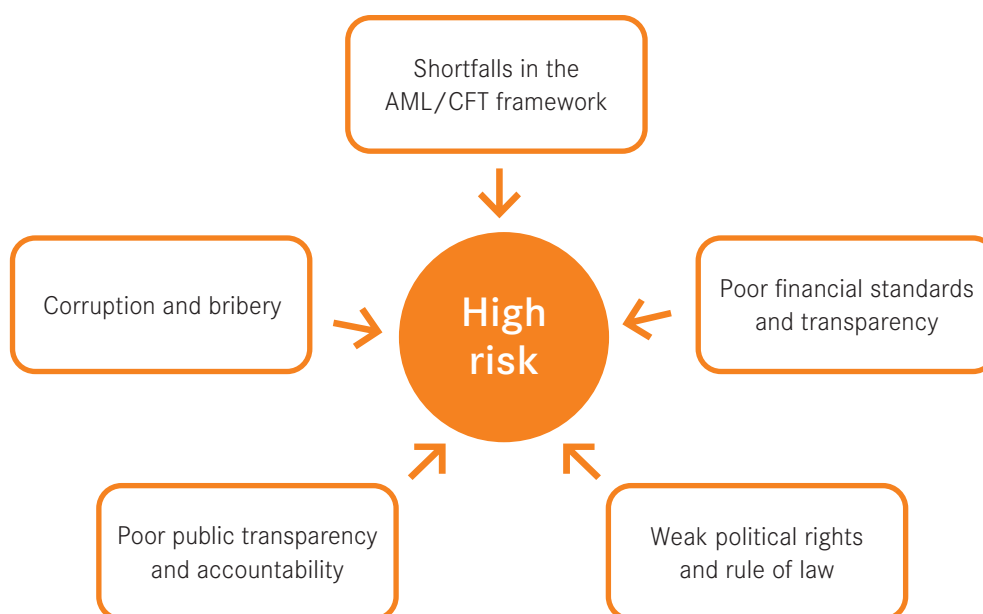 Shortfalls in the
AML/CFT framework
Corruption and bribery
High
risk
Poor financial standards
and transparency
Poor public transparency
and accountability
Weak political rights
and rule of law